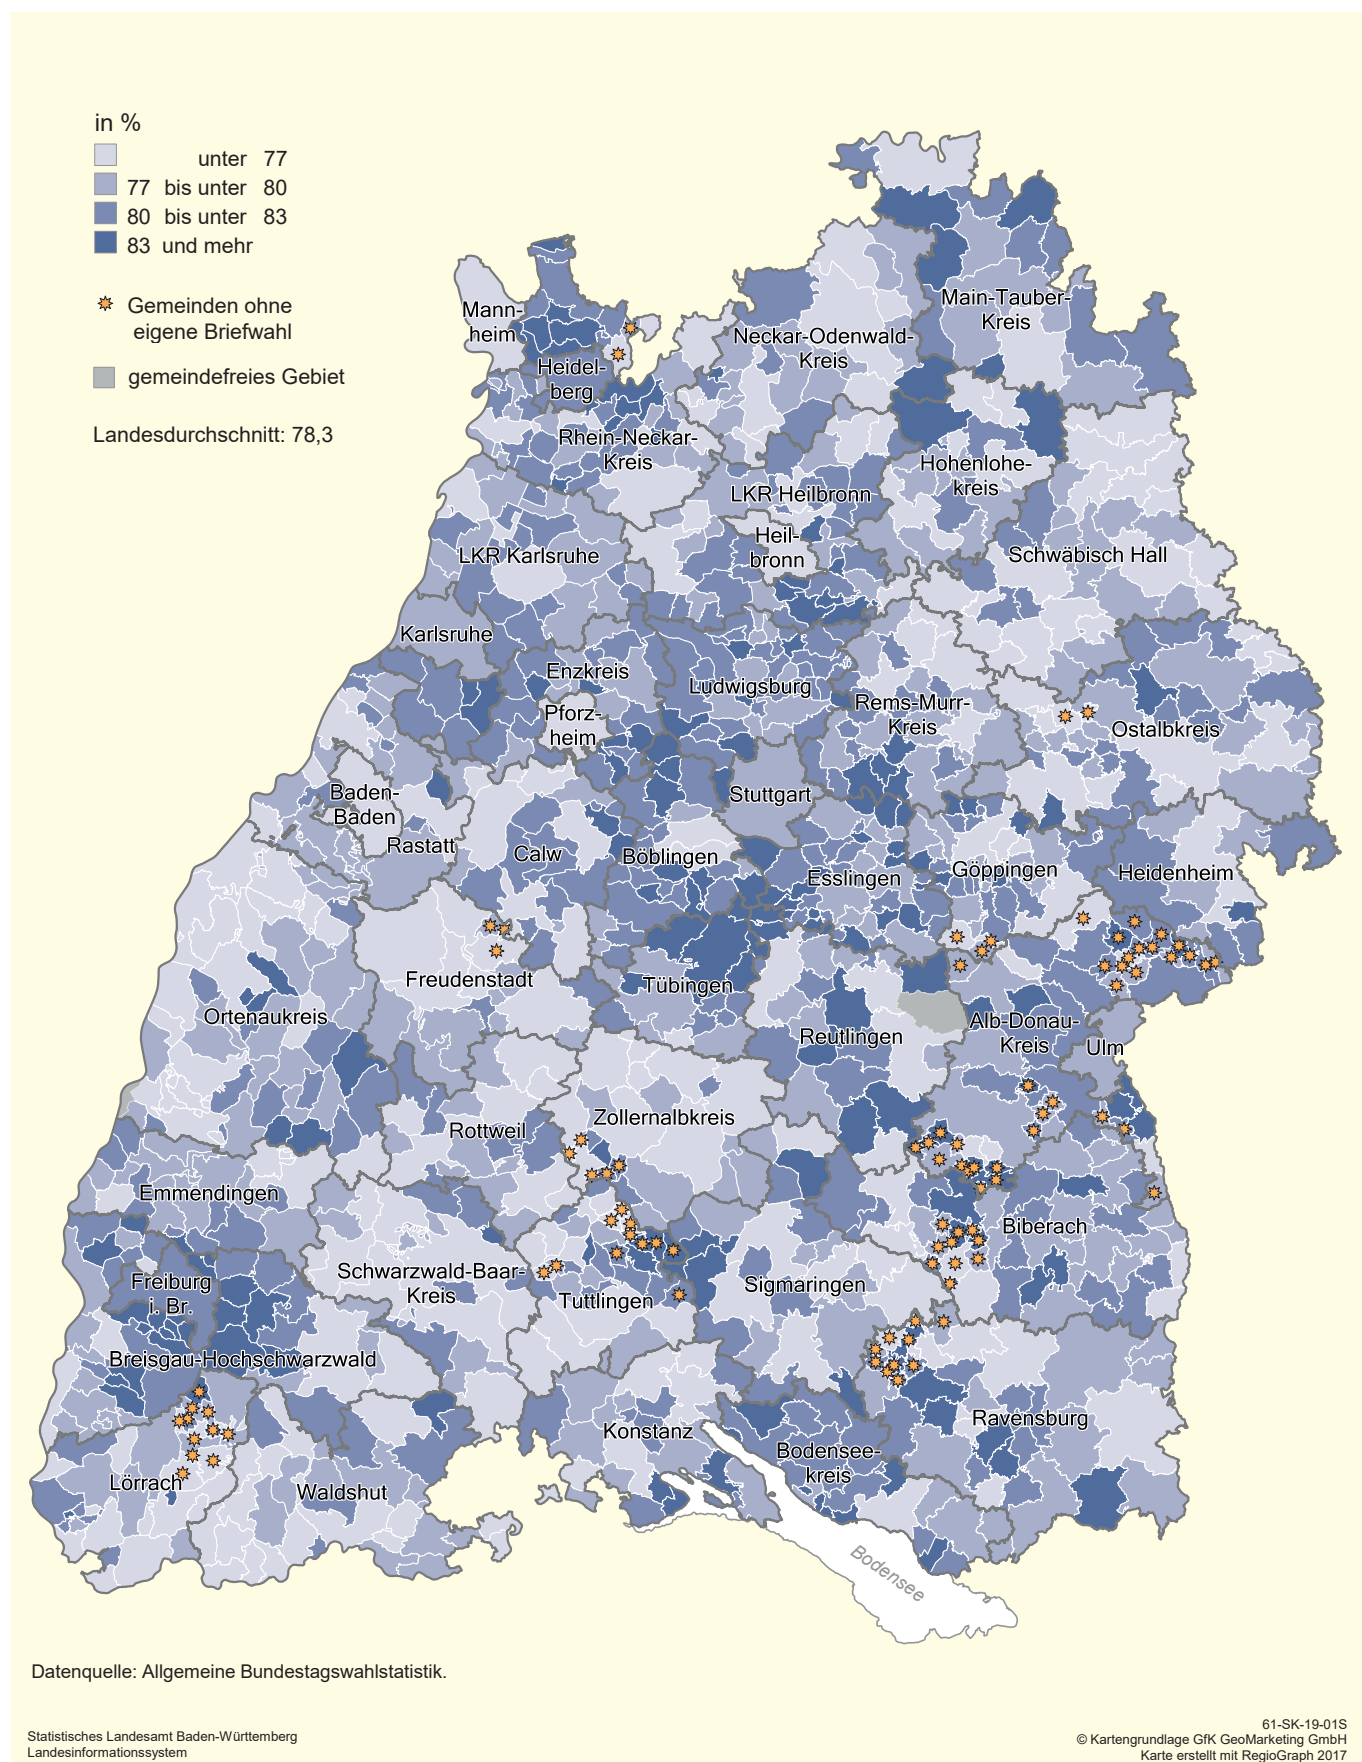 in %
unter 77
77 bis unter 80
80 bis unter 83
83 und mehr
Gemeinden ohne
eigene Briefwahl
gemeindefreies Gebiet
Landesdurchschnitt: 78,3
Mann-
heim
Heidel-
berg
Rhein-Neckar-
Kreis
Neckar-Odenwald-
Kreis
Main-Tauber-
Kreis
Hohenlohe-
kreis
LKR Heilbronn
Heil-
bronn
Schwäbisch Hall
LKR Karlsruhe
Karlsruhe
Enzkreis
Pforz-
heim
Ludwigsburg
Rems-Murr-
Kreis
Ostalbkreis
Baden-
Baden
Rastatt
Stuttgart
Calw
Böblingen
Esslingen
Göppingen
Heidenheim
Freudenstadt
Tübingen
Ortenaukreis
Reutlingen
Alb-Donau-
Kreis
Ulm
Rottweil
Zollernalbkreis
Emmendingen
Biberach
Freiburg
i. Br.
Schwarzwald-Baar-
Kreis
Tuttlingen
Sigmaringen
Breisgau-Hochschwarzwald
Konstanz
Ravensburg
Bodensee-
kreis
Lörrach
Waldshut
Bodensee
Datenquelle: Allgemeine Bundestagswahlstatistik.
Statistisches Landesamt Baden-Württemberg
Landesinformationssystem
61-SK-19-01S
© Kartengrundlage GfK GeoMarketing GmbH
Karte erstellt mit RegioGraph 2017